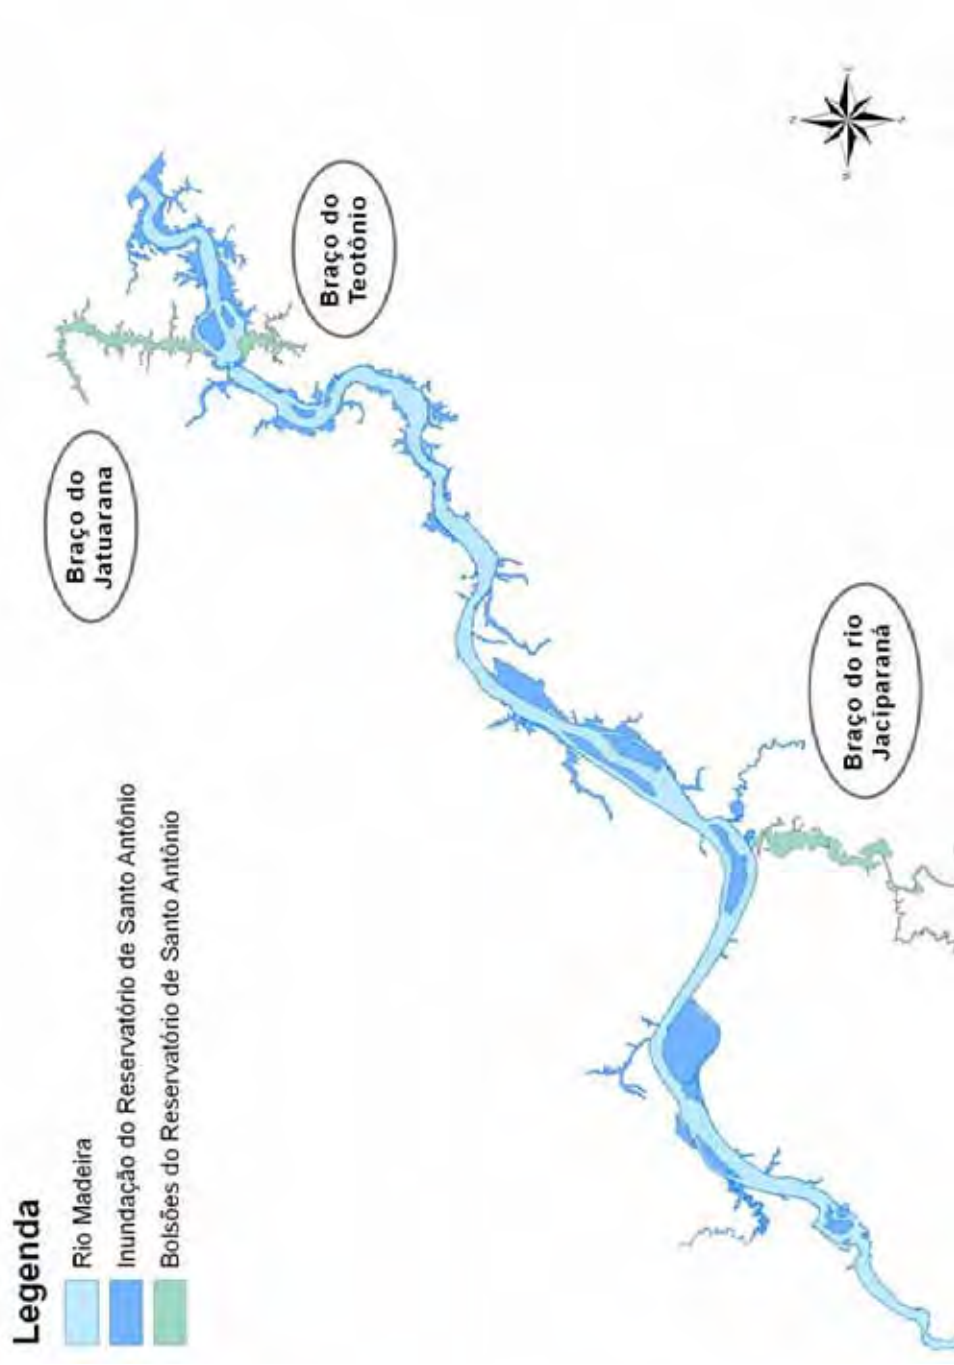 Legenda
Rio Madeira
Inundação do Reservatório de Santo Antônio
Bolsões do Reservatório de Santo Antônio
Braço do
Jatuarana
Braço do
Teotônio
Braço do rio
Jaciparaná